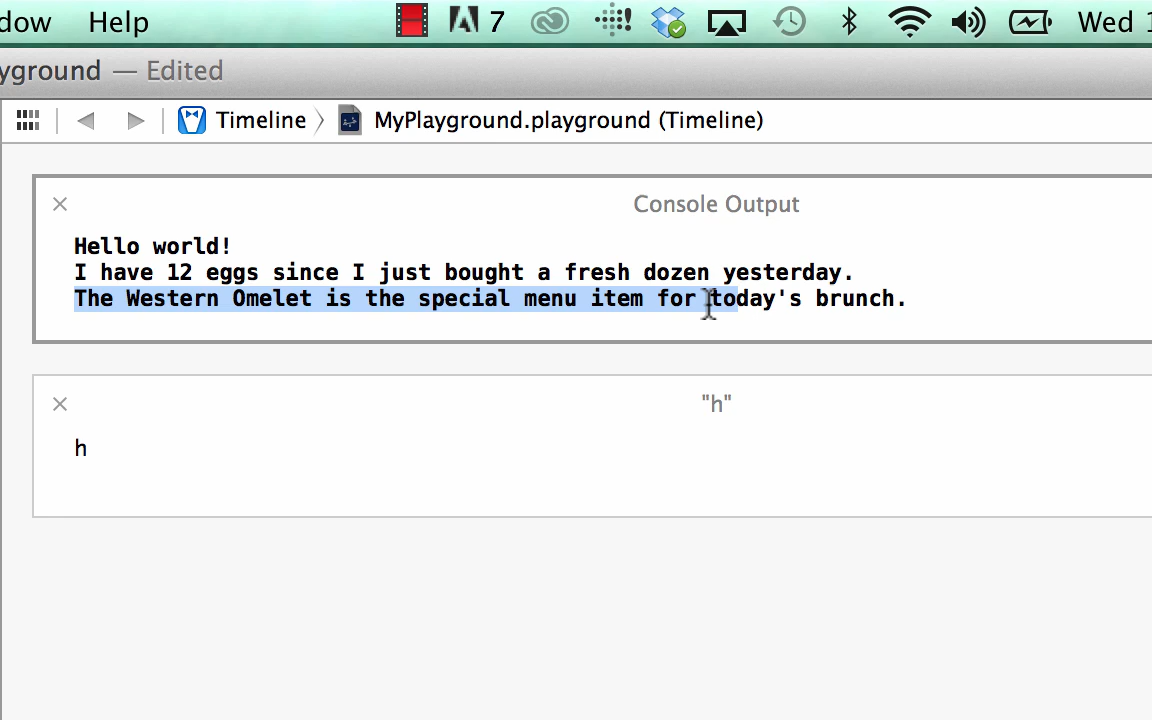 dow Help 7 Wed 1
yground — Edited
Timeline MyPlayground.playground (Timeline)
Console Output
Hello world!
I have 12 eggs since I just bought a fresh dozen yesterday.
The Western Omelet is the special menu item for today's brunch.
"h"
h